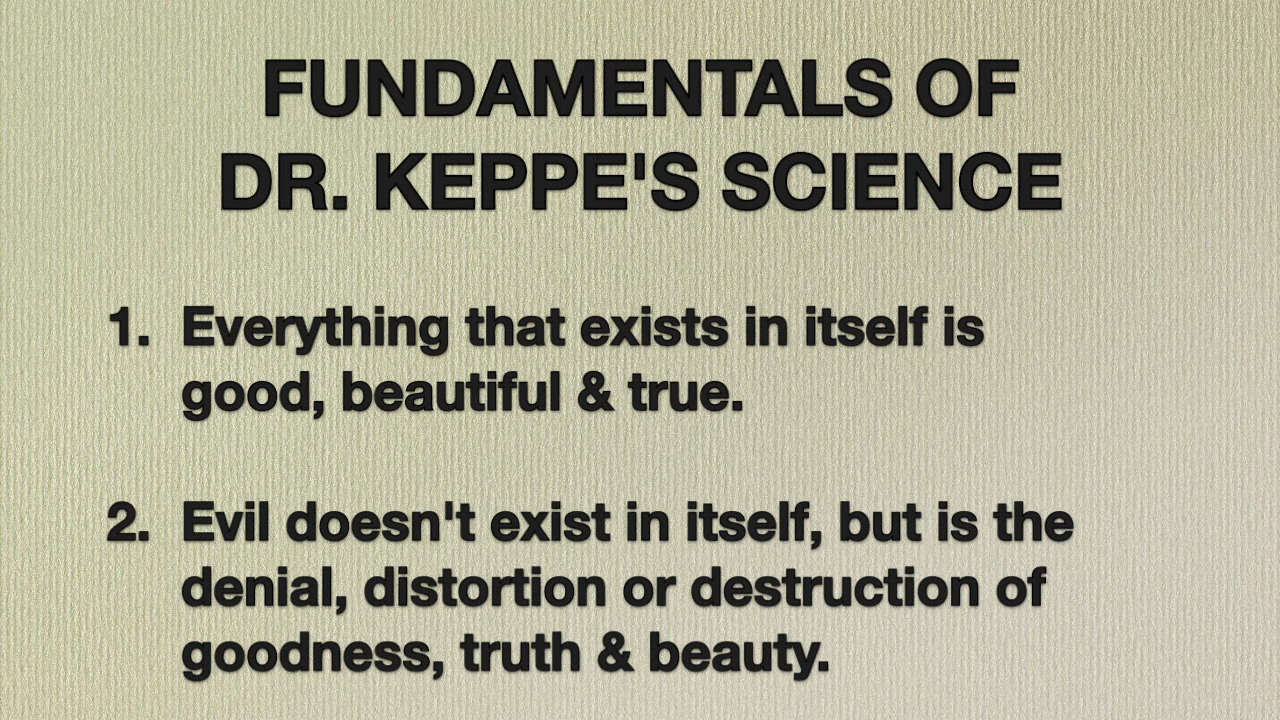 FUNDAMENTALS OF
DR. KEPPE'S SCIENCE
1. Everything that exists in itself is
good, beautiful & true.
2. Evil doesn't exist in itself, but is the
denial, distortion or destruction of
goodness, truth & beauty.